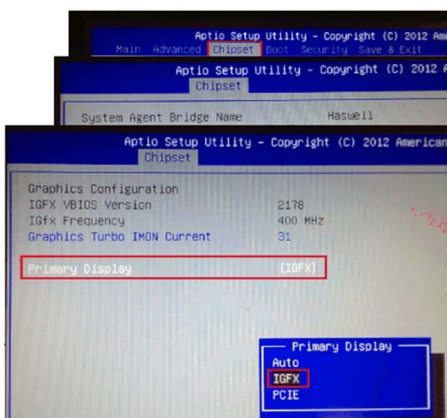 Aptio Setup Utility - Copyright (C) 2012 Ame
Main Advanced Chipset Boot Security Save & Exit
Aptio Setup Utility - Copyright (C) 2012 A
Chipset
System Agent Bridge Name Haswell
Aptio Setup Utility - Copyright (C) 2012 American
Chipset
Graphics Configuration
IGFX VBIOS Version 2178
IGfx Frequency 400 MHz
Graphics Turbo IMON Current 31
Primary Display [IGFX]
Primary Display
Auto
IGFX
PCIE